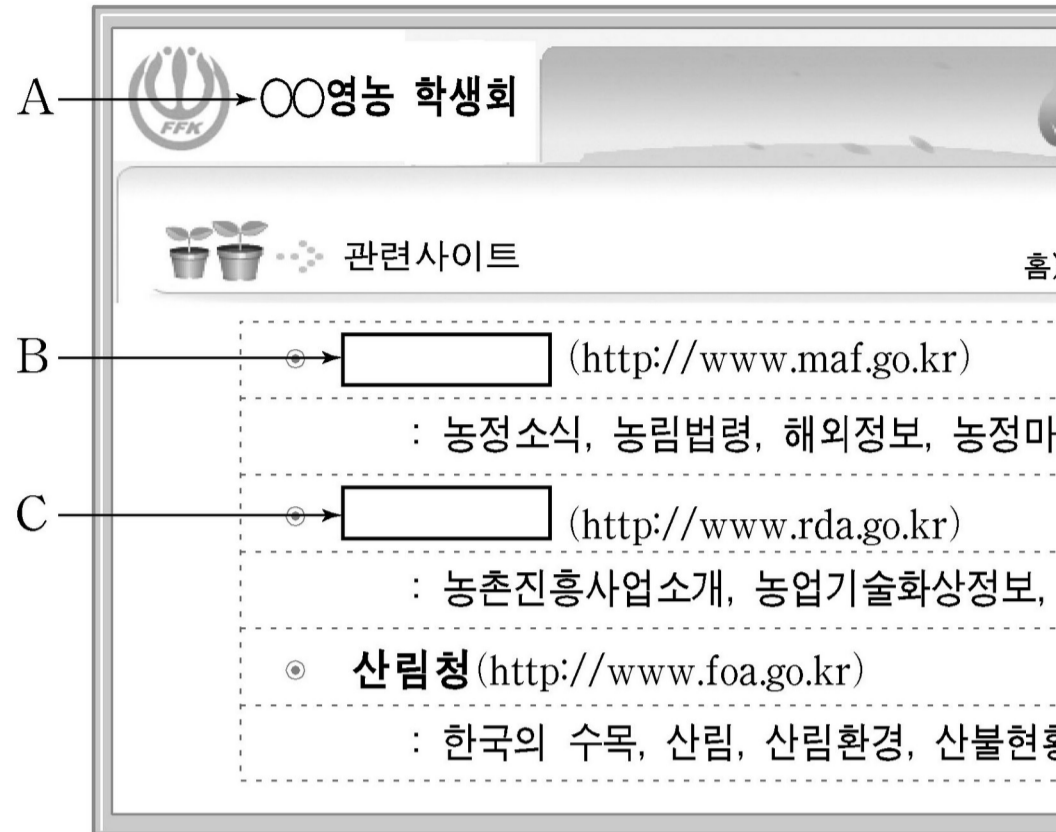 A
FFK
○○영농 학생회
관련사이트
홈
B
(http://www.maf.go.kr)
: 농정소식, 농림법령, 해외정보, 농정마
C
(http://www.rda.go.kr)
: 농촌진흥사업소개, 농업기술화상정보,
산림청(http://www.foa.go.kr)
: 한국의 수목, 산림, 산림환경, 산불현황